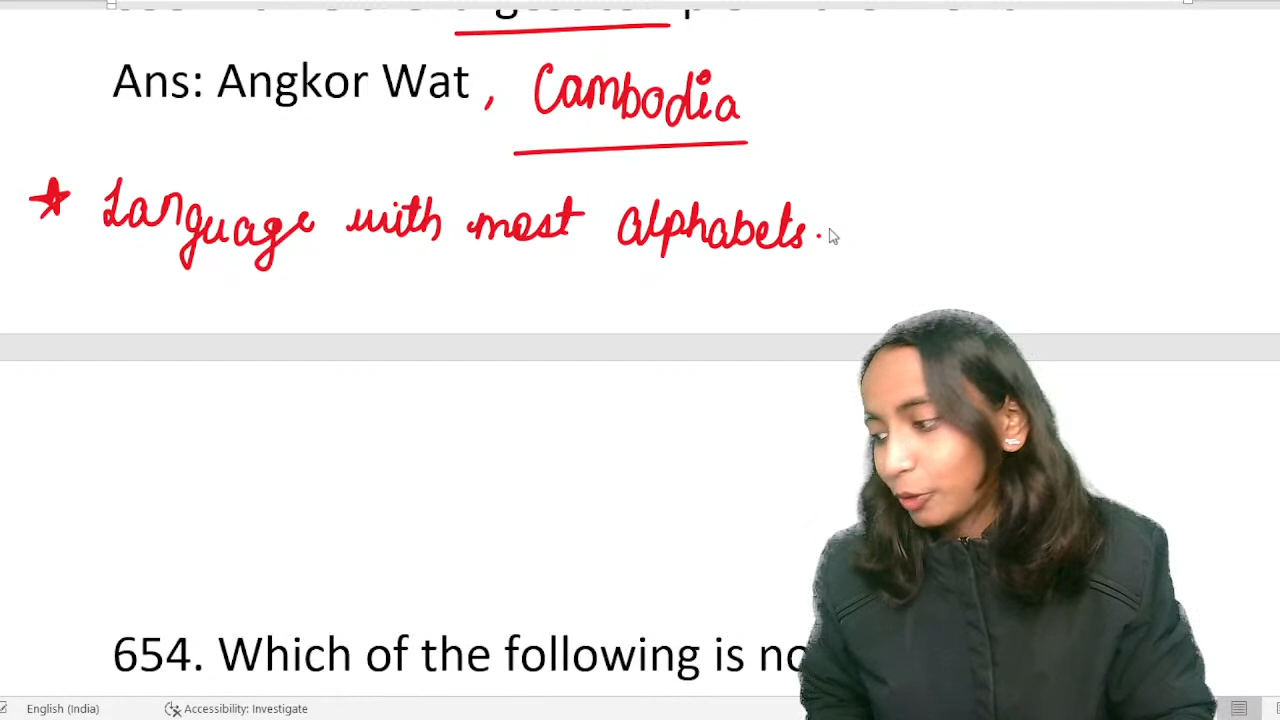 Ans: Angkor Wat , Cambodia
★ Language with most alphabets.
654. Which of the following is no
English (India) Accessibility: Investigate